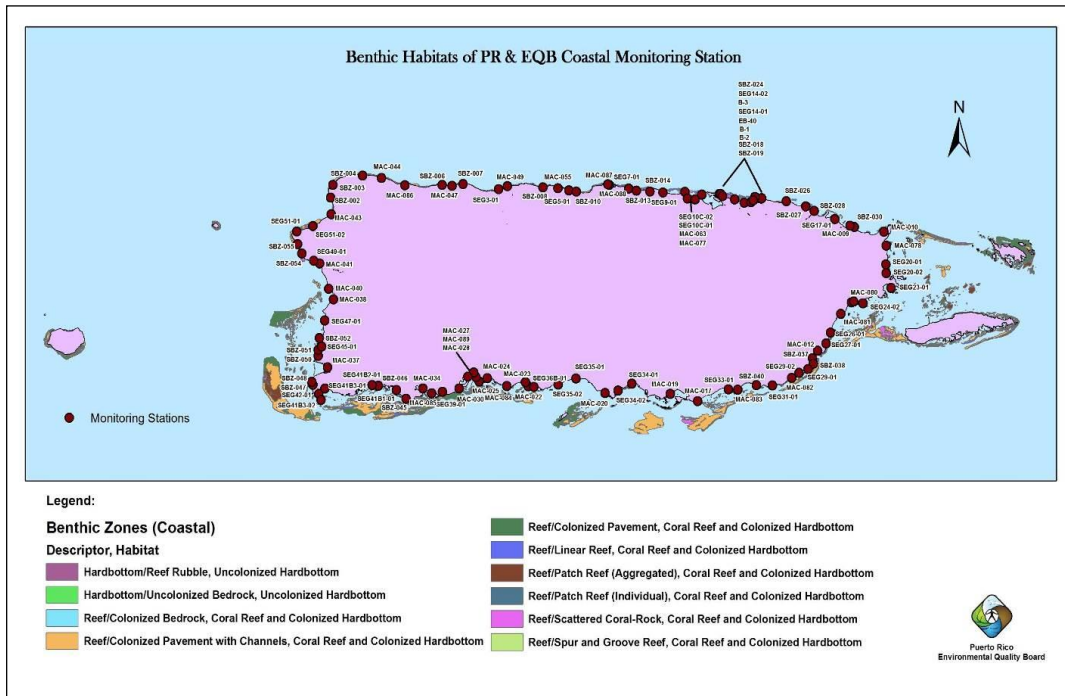 Benthic Habitats of PR & EQB Coastal Monitoring Station
SBZ-024
SEG14-02
B-3
SEG14-01
EB-40
B-1
B-2
SBZ-018
SBZ-019
N
SBZ-004
MAC-044
SBZ-003
SBZ-002
MAC-086
SBZ-006
MAC-047
SBZ-007
SEG3-01
MAC-049
SBZ-008
MAC-055
SEG5-01
SBZ-010
MAC-087
SEG7-01
SBZ-013
SBZ-014
SEG9-01
SEG10C-02
SEG10C-01
MAC-063
MAC-077
SBZ-026
SBZ-027
SBZ-028
SEG17-01
MAC-009
SBZ-030
MAC-010
MAC-078
SEG20-01
SEG20-02
SEG23-01
MAC-080
SEG24-02
MAC-081
SEG26-01
SEG27-01
MAC-012
SBZ-037
SBZ-038
SEG29-02
SEG29-01
MAC-082
SBZ-040
SEG31-01
SEG33-01
MAC-083
MAC-017
MAC-019
SEG34-01
SEG34-02
MAC-020
SEG35-01
SEG35-02
SEG36B-01
MAC-023
MAC-022
MAC-024
MAC-025
MAC-027
MAC-089
MAC-028
MAC-030
SEG39-01
MAC-034
MAC-085
SBZ-046
SBZ-045
SEG41B2-01
SEG41B1-01
SEG41B3-01
SEG51-01
SEG51-02
MAC-043
SBZ-055
SBZ-054
SEG49-01
MAC-041
MAC-040
MAC-038
SEG47-01
SBZ-052
SBZ-051
SEG45-01
SBZ-050
MAC-037
SBZ-048
SBZ-047
SEG42-01
SEG41B3-02
Monitoring Stations
Legend:
Benthic Zones (Coastal)
Descriptor, Habitat
Hardbottom/Reef Rubble, Uncolonized Hardbottom
Hardbottom/Uncolonized Bedrock, Uncolonized Hardbottom
Reef/Colonized Bedrock, Coral Reef and Colonized Hardbottom
Reef/Colonized Pavement with Channels, Coral Reef and Colonized Hardbottom
Reef/Colonized Pavement, Coral Reef and Colonized Hardbottom
Reef/Linear Reef, Coral Reef and Colonized Hardbottom
Reef/Patch Reef (Aggregated), Coral Reef and Colonized Hardbottom
Reef/Patch Reef (Individual), Coral Reef and Colonized Hardbottom
Reef/Scattered Coral-Rock, Coral Reef and Colonized Hardbottom
Reef/Spur and Groove Reef, Coral Reef and Colonized Hardbottom
Puerto Rico
Environmental Quality Board